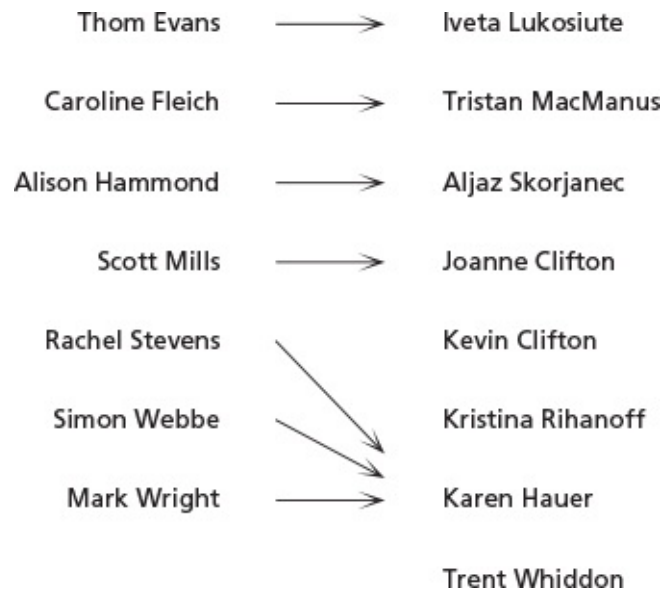 Thom Evans Iveta Lukosiute
Caroline Fleich Tristan MacManus
Alison Hammond Aljaz Skorjanec
Scott Mills Joanne Clifton
Rachel Stevens Kevin Clifton
Simon Webbe Kristina Rihanoff
Mark Wright Karen Hauer
Trent Whiddon